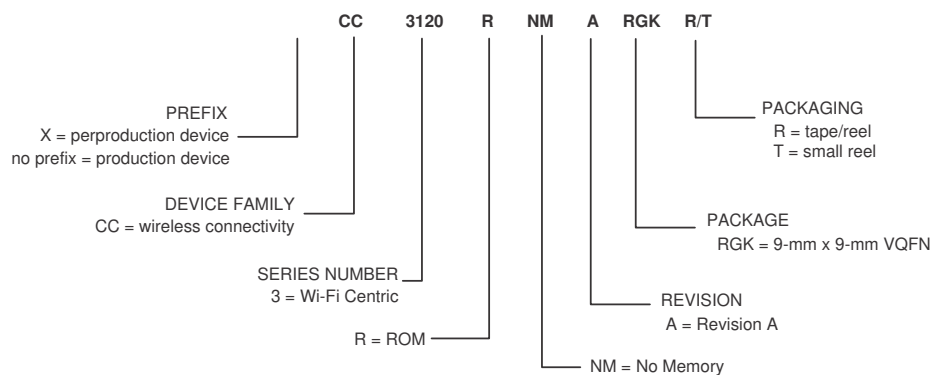 CC 3120 R NM A RGK R/T
PREFIX
X = perproduction device
no prefix = production device
PACKAGING
R = tape/reel
T = small reel
DEVICE FAMILY
CC = wireless connectivity
PACKAGE
RGK = 9-mm x 9-mm VQFN
SERIES NUMBER
3 = Wi-Fi Centric
REVISION
A = Revision A
R = ROM
NM = No Memory